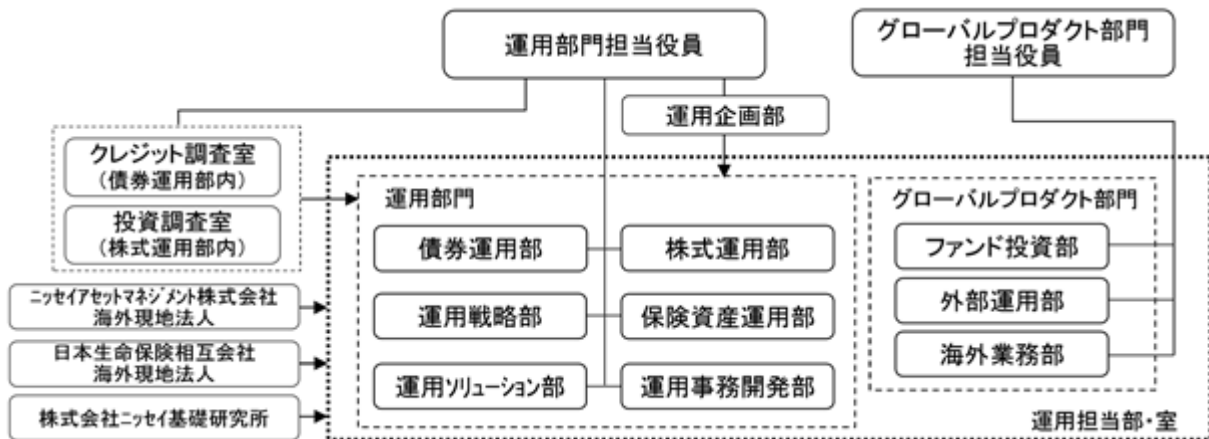 運用部門担当役員
グローバルプロダクト部門
担当役員
運用企画部
クレジット調査室
(債券運用部内)
投資調査室
(株式運用部内)
運用部門
債券運用部
株式運用部
運用戦略部
保険資産運用部
運用ソリューション部
運用事務開発部
グローバルプロダクト部門
ファンド投資部
外部運用部
海外業務部
ニッセイアセットマネジメント株式会社
海外現地法人
日本生命保険相互会社
海外現地法人
株式会社ニッセイ基礎研究所
運用担当部・室